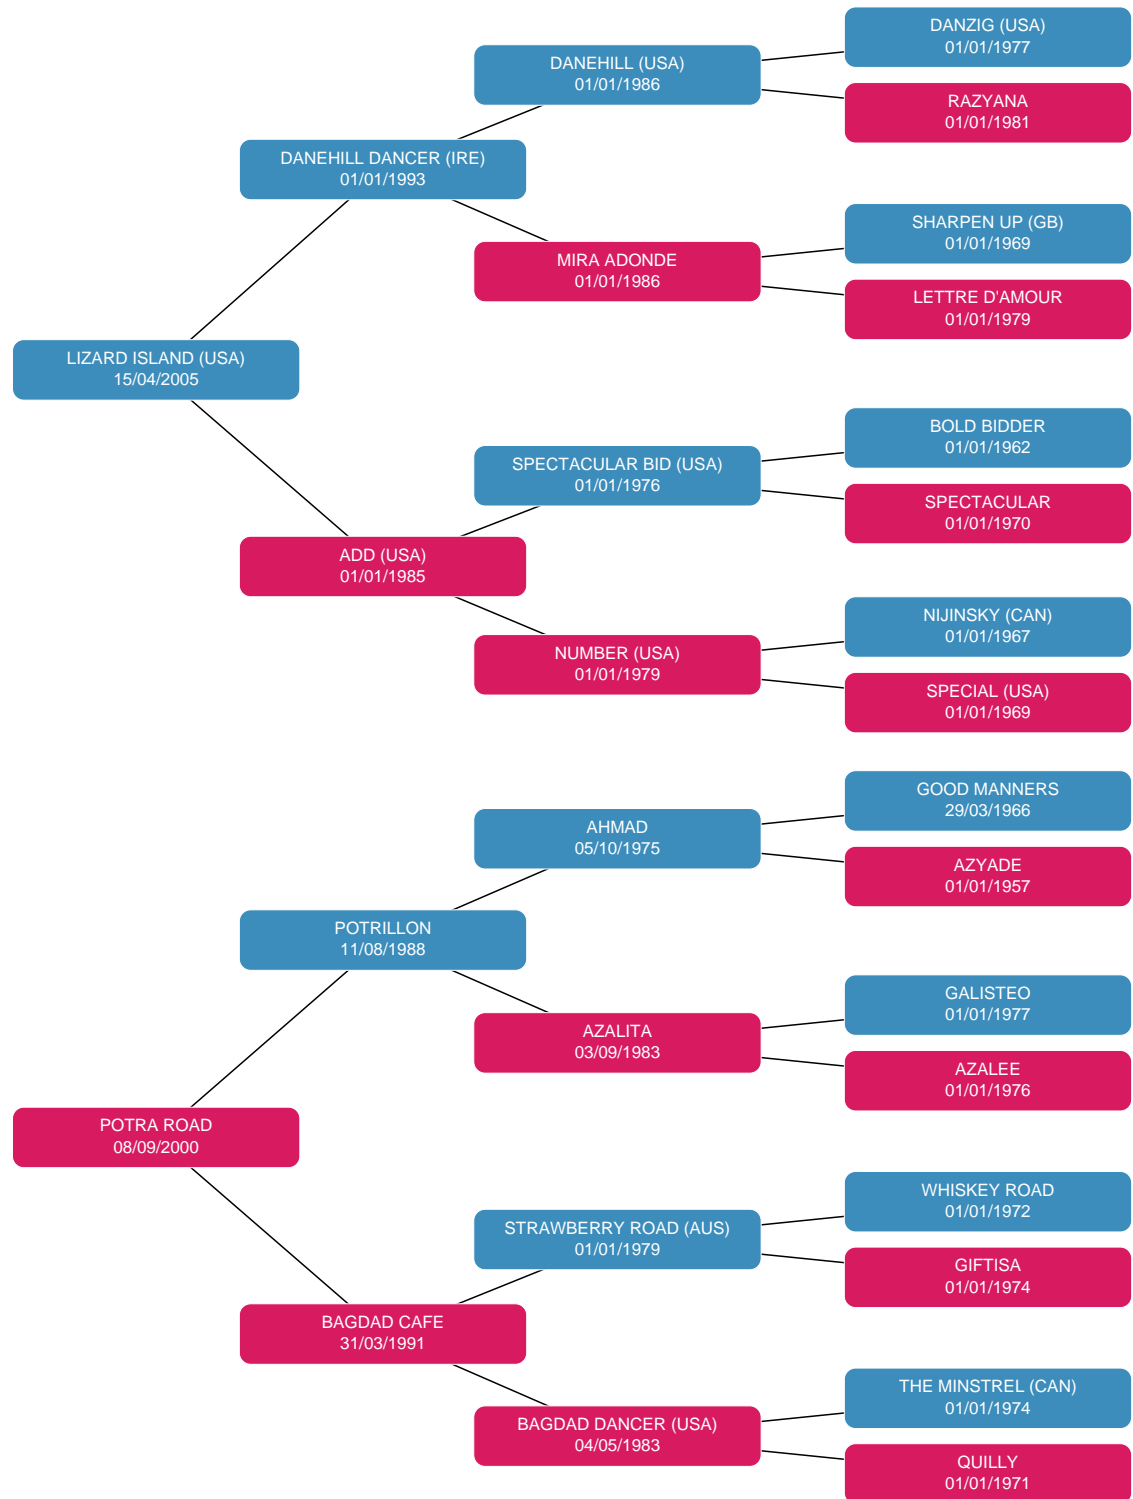 DANZIG (USA)
01/01/1977
DANEHILL (USA)
01/01/1986
RAZYANA
01/01/1981
DANEHILL DANCER (IRE)
01/01/1993
SHARPEN UP (GB)
01/01/1969
MIRA ADONDE
01/01/1986
LETTRE D'AMOUR
01/01/1979
LIZARD ISLAND (USA)
15/04/2005
BOLD BIDDER
01/01/1962
SPECTACULAR BID (USA)
01/01/1976
SPECTACULAR
01/01/1970
ADD (USA)
01/01/1985
NIJINSKY (CAN)
01/01/1967
NUMBER (USA)
01/01/1979
SPECIAL (USA)
01/01/1969
GOOD MANNERS
29/03/1966
AHMAD
05/10/1975
AZYADE
01/01/1957
POTRILLON
11/08/1988
GALISTEO
01/01/1977
AZALITA
03/09/1983
AZALEE
01/01/1976
POTRA ROAD
08/09/2000
WHISKEY ROAD
01/01/1972
STRAWBERRY ROAD (AUS)
01/01/1979
GIFTISA
01/01/1974
BAGDAD CAFE
31/03/1991
THE MINSTREL (CAN)
01/01/1974
BAGDAD DANCER (USA)
04/05/1983
QUILLY
01/01/1971